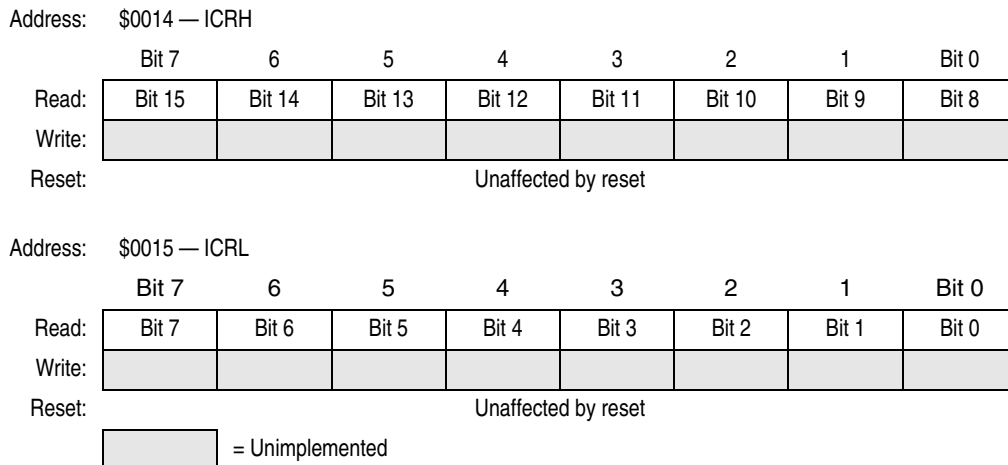 Address: $0014 — ICRH
Bit 7 6 5 4 3 2 1 Bit 0
Read: Bit 15 Bit 14 Bit 13 Bit 12 Bit 11 Bit 10 Bit 9 Bit 8
Write:
Reset: Unaffected by reset
Address: $0015 — ICRL
Bit 7 6 5 4 3 2 1 Bit 0
Read: Bit 7 Bit 6 Bit 5 Bit 4 Bit 3 Bit 2 Bit 1 Bit 0
Write:
Reset: Unaffected by reset
= Unimplemented